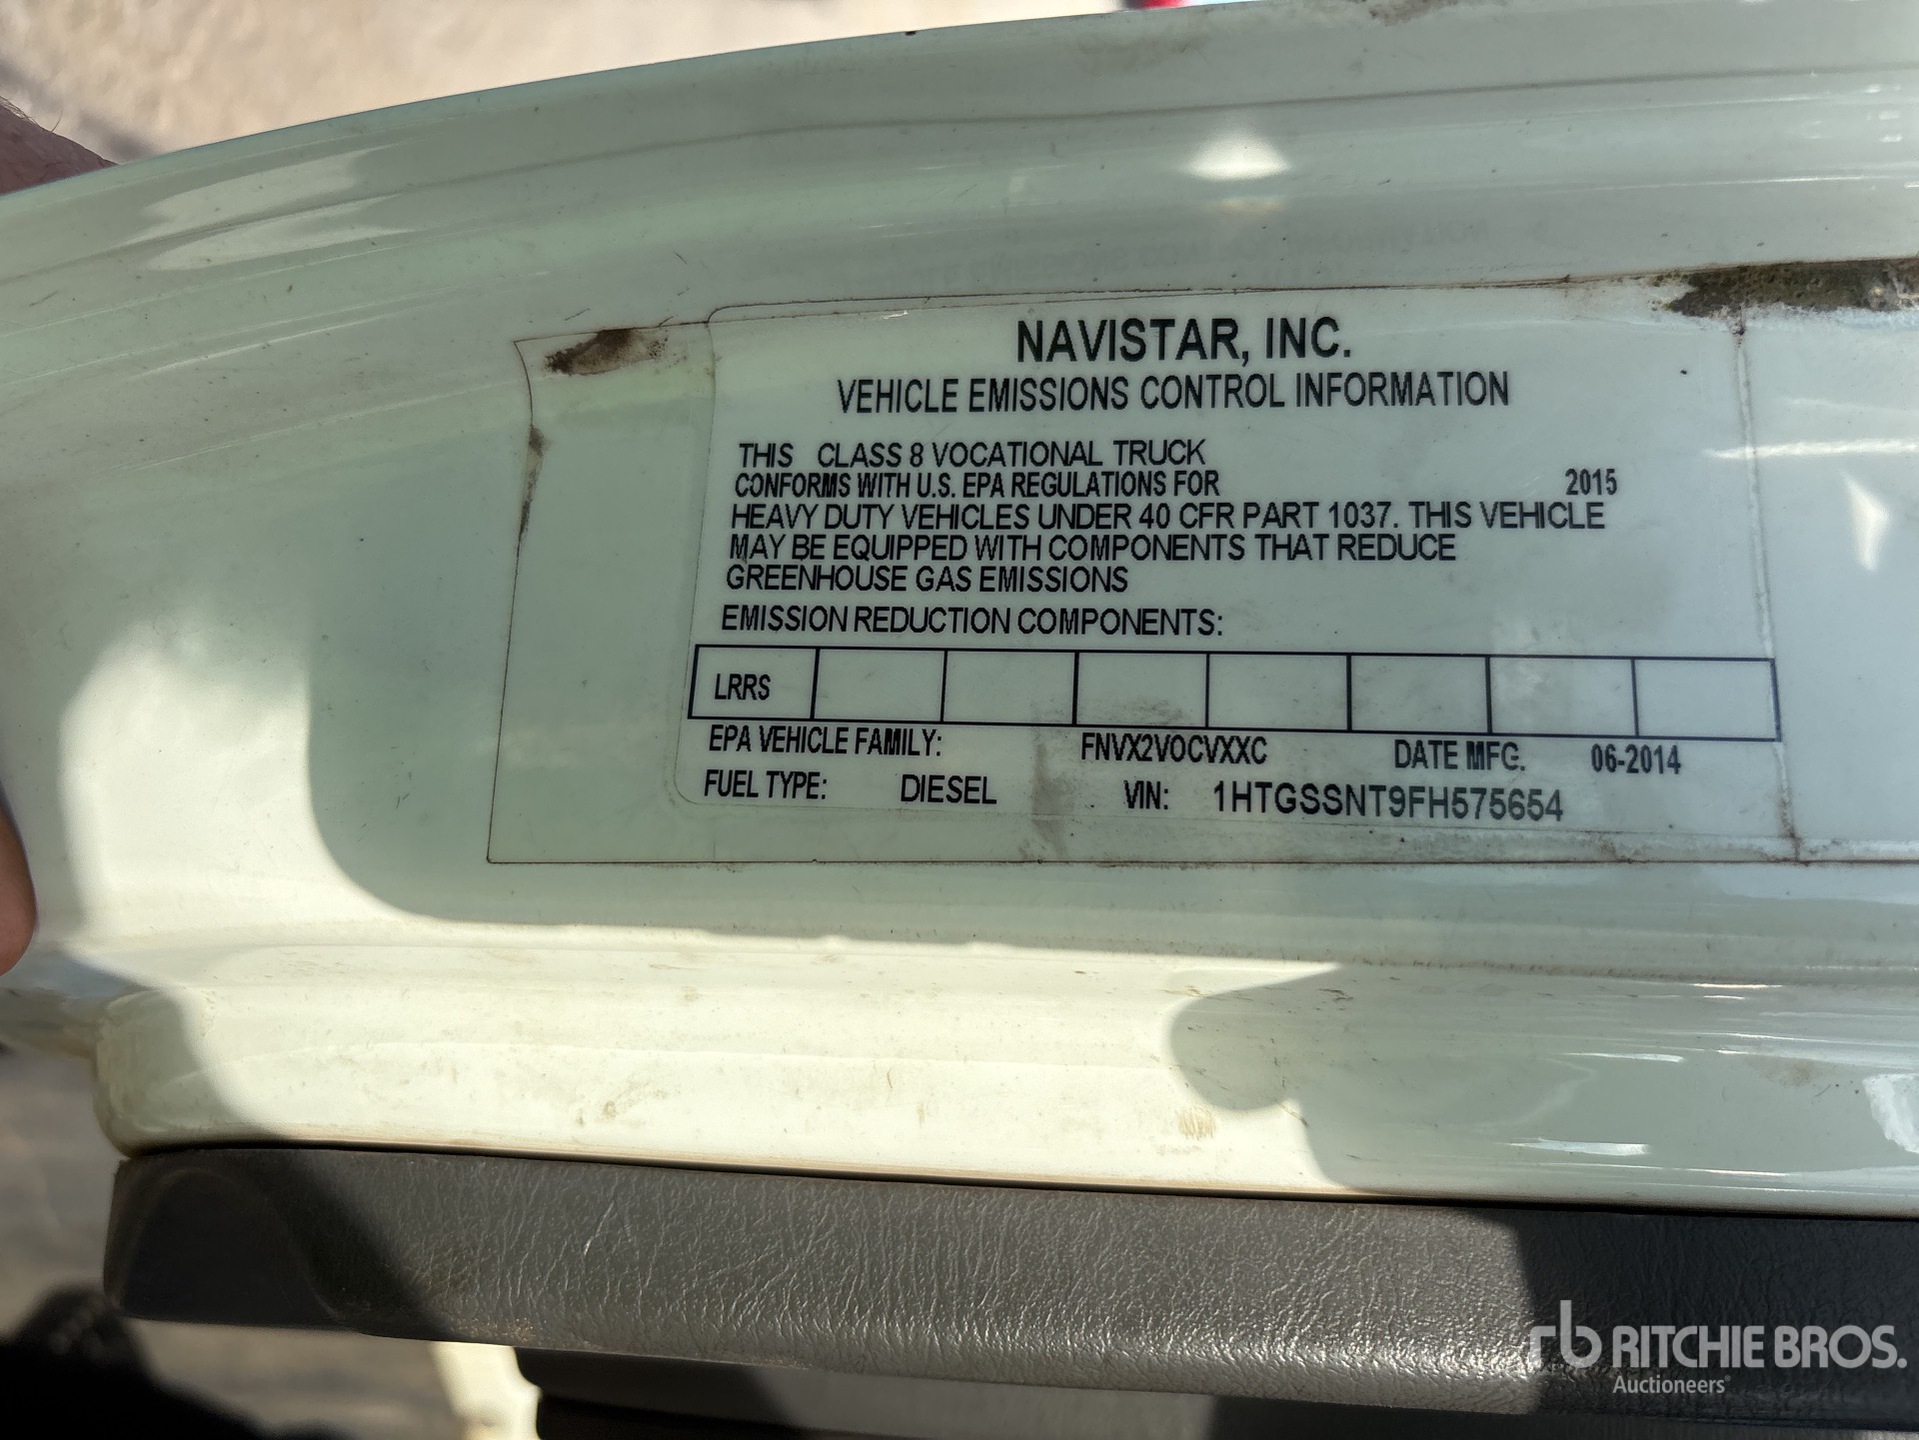 NAVISTAR, INC.
VEHICLE EMISSIONS CONTROL INFORMATION
THIS CLASS 8 VOCATIONAL TRUCK
CONFORMS WITH U.S. EPA REGULATIONS FOR 2015
HEAVY DUTY VEHICLES UNDER 40 CFR PART 1037. THIS VEHICLE
MAY BE EQUIPPED WITH COMPONENTS THAT REDUCE
GREENHOUSE GAS EMISSIONS
EMISSION REDUCTION COMPONENTS:
LRRS
EPA VEHICLE FAMILY: FNVX2VOCVXXC DATE MFG. 06-2014
FUEL TYPE: DIESEL VIN: 1HTGSSNT9FH575654
rb RITCHIE BROS.
Auctioneers